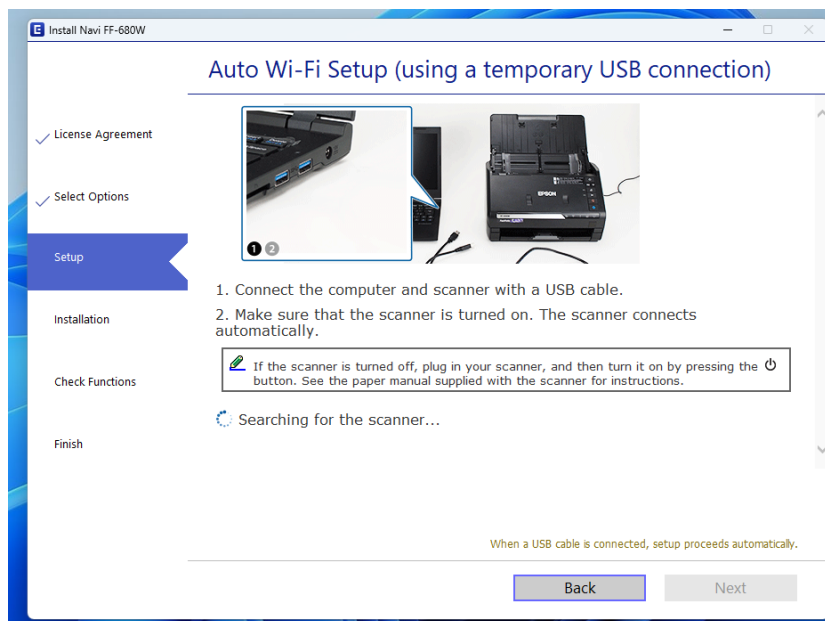 Install Navi FF-680W
Auto Wi-Fi Setup (using a temporary USB connection)
License Agreement
Select Options
Setup
Installation
Check Functions
Finish
EPSON
1 2
1. Connect the computer and scanner with a USB cable.
2. Make sure that the scanner is turned on. The scanner connects
automatically.
If the scanner is turned off, plug in your scanner, and then turn it on by pressing the
button. See the paper manual supplied with the scanner for instructions.
Searching for the scanner...
When a USB cable is connected, setup proceeds automatically.
Back
Next